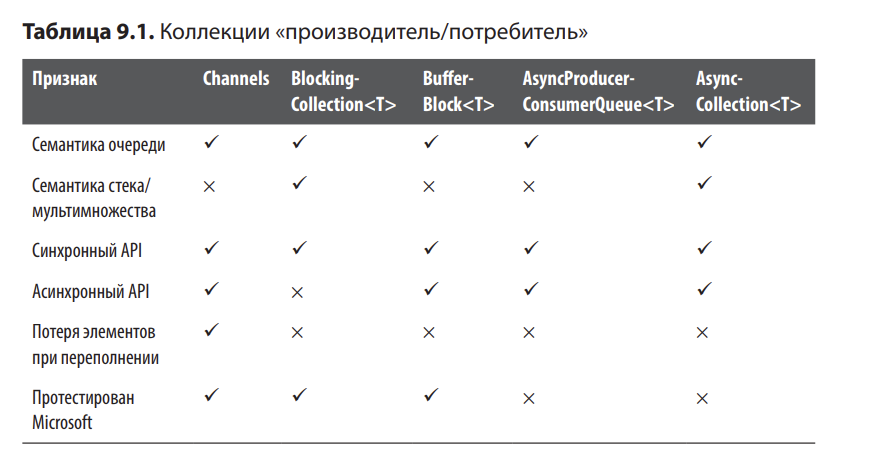 Таблица 9.1. Коллекции «производитель/потребитель»
Признак Channels Blocking-Collection<T> Buffer-Block<T> AsyncProducer-ConsumerQueue<T> Async-Collection<T>
Семантика очереди ✓ ✓ ✓ ✓ ✓
Семантика стека/мультимножества × ✓ × × ✓
Синхронный API ✓ ✓ ✓ ✓ ✓
Асинхронный API ✓ × ✓ ✓ ✓
Потеря элементов при переполнении ✓ × × × ×
Протестирован Microsoft ✓ ✓ ✓ × ×